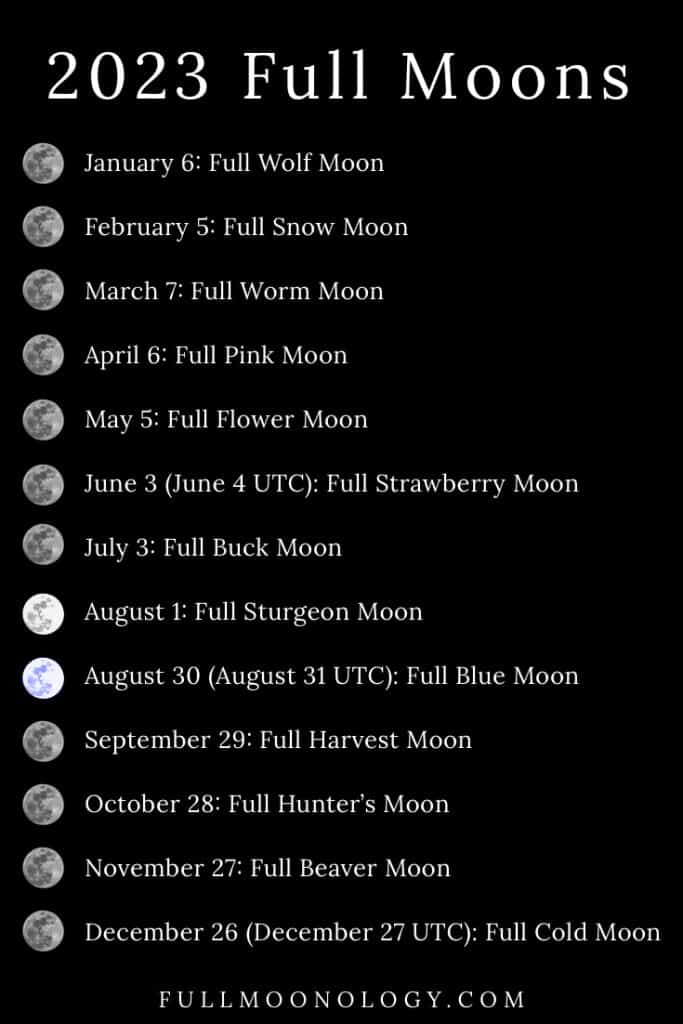 2023 Full Moons
January 6: Full Wolf Moon
February 5: Full Snow Moon
March 7: Full Worm Moon
April 6: Full Pink Moon
May 5: Full Flower Moon
June 3 (June 4 UTC): Full Strawberry Moon
July 3: Full Buck Moon
August 1: Full Sturgeon Moon
August 30 (August 31 UTC): Full Blue Moon
September 29: Full Harvest Moon
October 28: Full Hunter’s Moon
November 27: Full Beaver Moon
December 26 (December 27 UTC): Full Cold Moon
FULLMOONOLOGY.COM